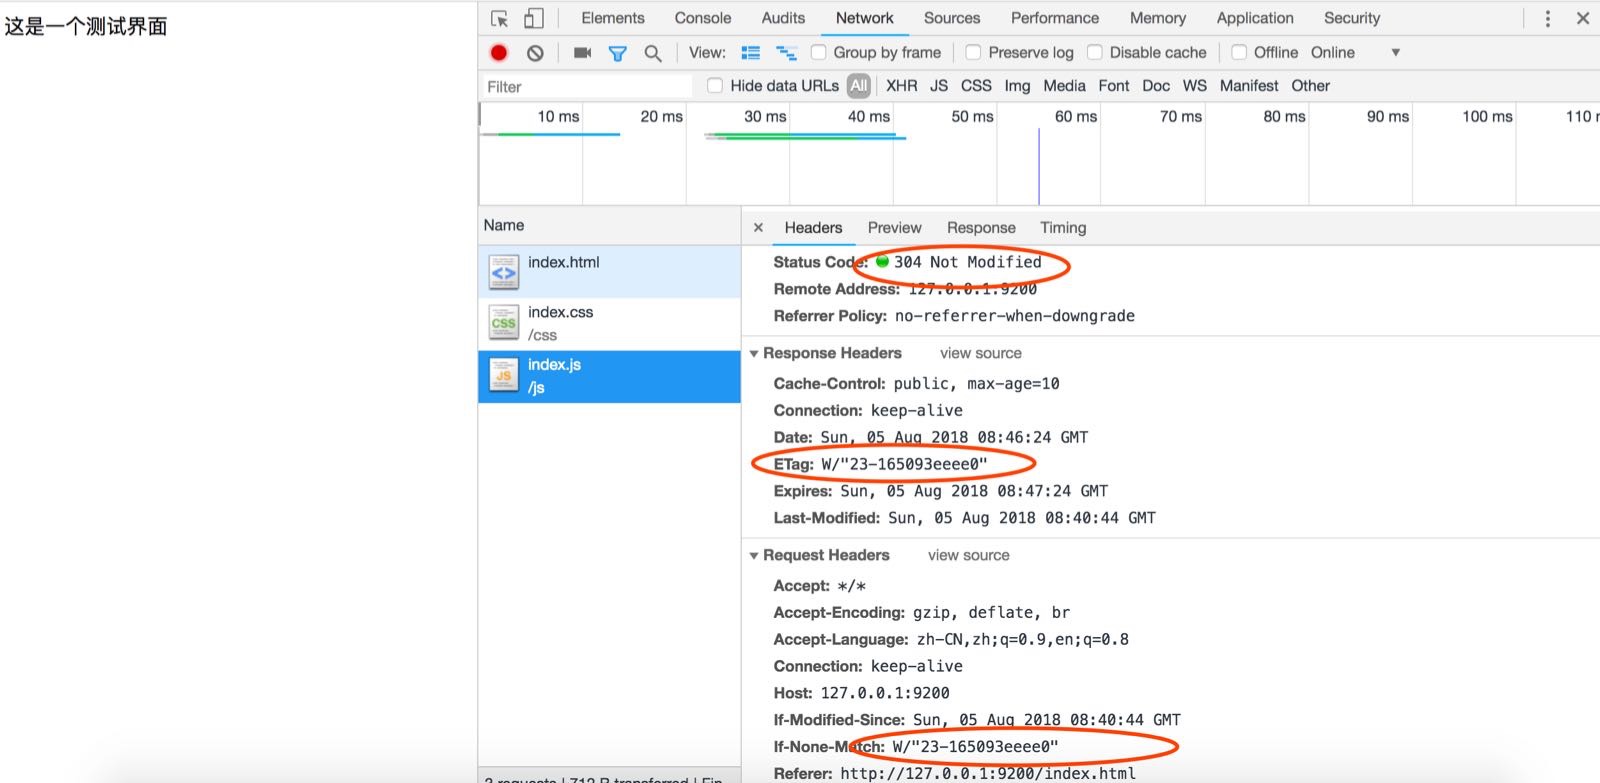 这是一个测试界面
Elements Console Audits Network Sources Performance Memory Application Security
View: Group by frame Preserve log Disable cache Offline Online
Filter Hide data URLs All XHR JS CSS Img Media Font Doc WS Manifest Other
10 ms 20 ms 30 ms 40 ms 50 ms 60 ms 70 ms 80 ms 90 ms 100 ms 110
Name
index.html
index.css
/css
index.js
/js
Headers Preview Response Timing
Status Code: 304 Not Modified
Remote Address: 127.0.0.1:9200
Referrer Policy: no-referrer-when-downgrade
Response Headers view source
Cache-Control: public, max-age=10
Connection: keep-alive
Date: Sun, 05 Aug 2018 08:46:24 GMT
ETag: W/"23-165093eeee0"
Expires: Sun, 05 Aug 2018 08:47:24 GMT
Last-Modified: Sun, 05 Aug 2018 08:40:44 GMT
Request Headers view source
Accept: */*
Accept-Encoding: gzip, deflate, br
Accept-Language: zh-CN,zh;q=0.9,en;q=0.8
Connection: keep-alive
Host: 127.0.0.1:9200
If-Modified-Since: Sun, 05 Aug 2018 08:40:44 GMT
If-None-Match: W/"23-165093eeee0"
Referer: http://127.0.0.1:9200/index.html